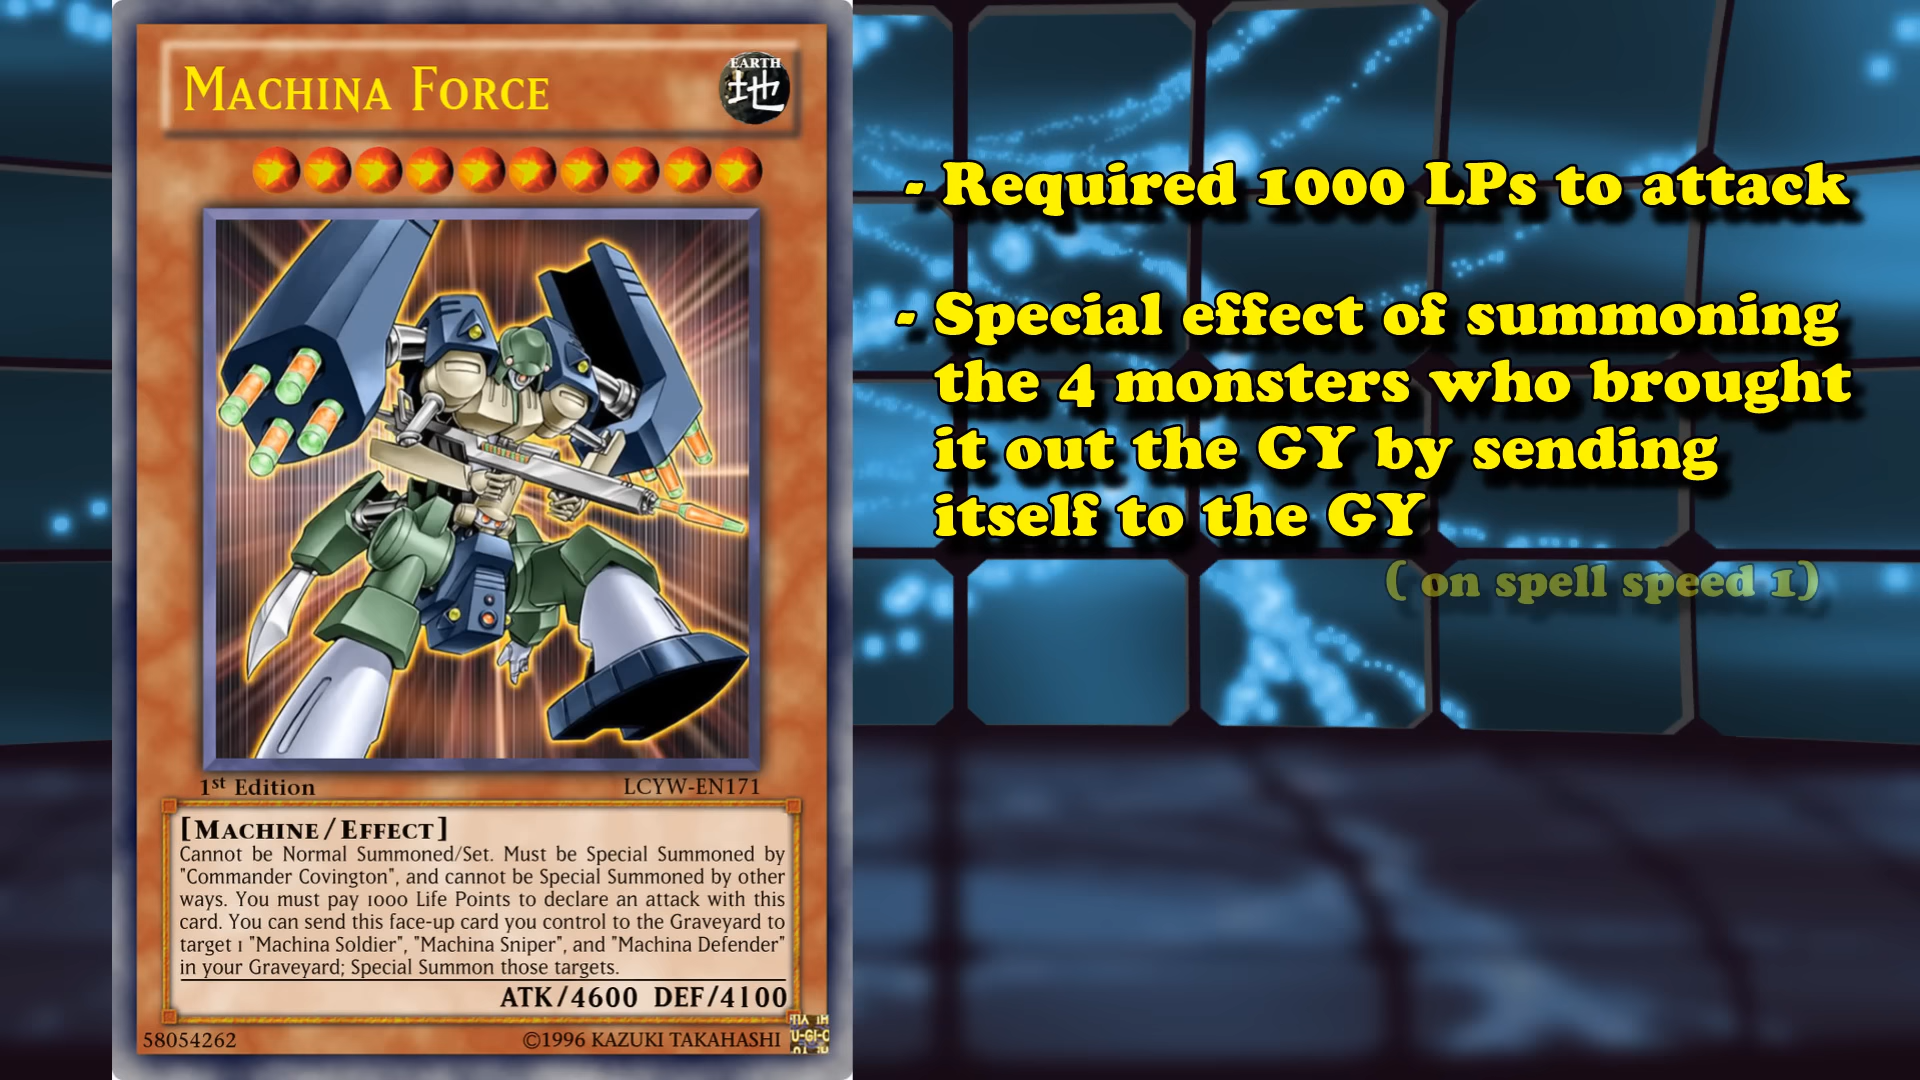 MACHINA FORCE
EARTH
地
1st Edition
LCYW-EN171
[MACHINE/EFFECT]
Cannot be Normal Summoned/Set. Must be Special Summoned by
"Commander Covington", and cannot be Special Summoned by other
ways. You must pay 1000 Life Points to declare an attack with this
card. You can send this face-up card you control to the Graveyard to
target 1 "Machina Soldier", "Machina Sniper", and "Machina Defender"
in your Graveyard; Special Summon those targets.
ATK/4600 DEF/4100
58054262
©1996 KAZUKI TAKAHASHI
- Required 1000 LPs to attack
- Special effect of summoning
the 4 monsters who brought
it out the GY by sending
itself to the GY
( on spell speed 1)